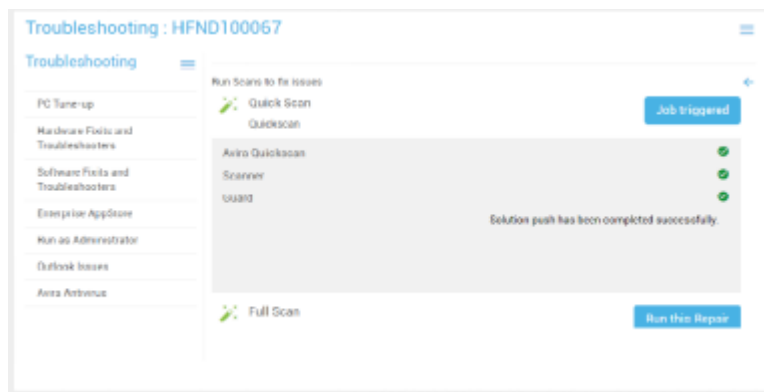 Troubleshooting : HFND100067
Troubleshooting
PC Tune-up
Hardware Fixits and
Troubleshooters
Software Fixits and
Troubleshooters
Enterprise AppStore
Run as Administrator
Outlook Issues
Avira Antivirus
Run Scans to fix issues
Quick Scan
Quickscan
Job triggered
Avira Quickscan
Scanner
Guard
Solution push has been completed successfully.
Full Scan
Run this Repair